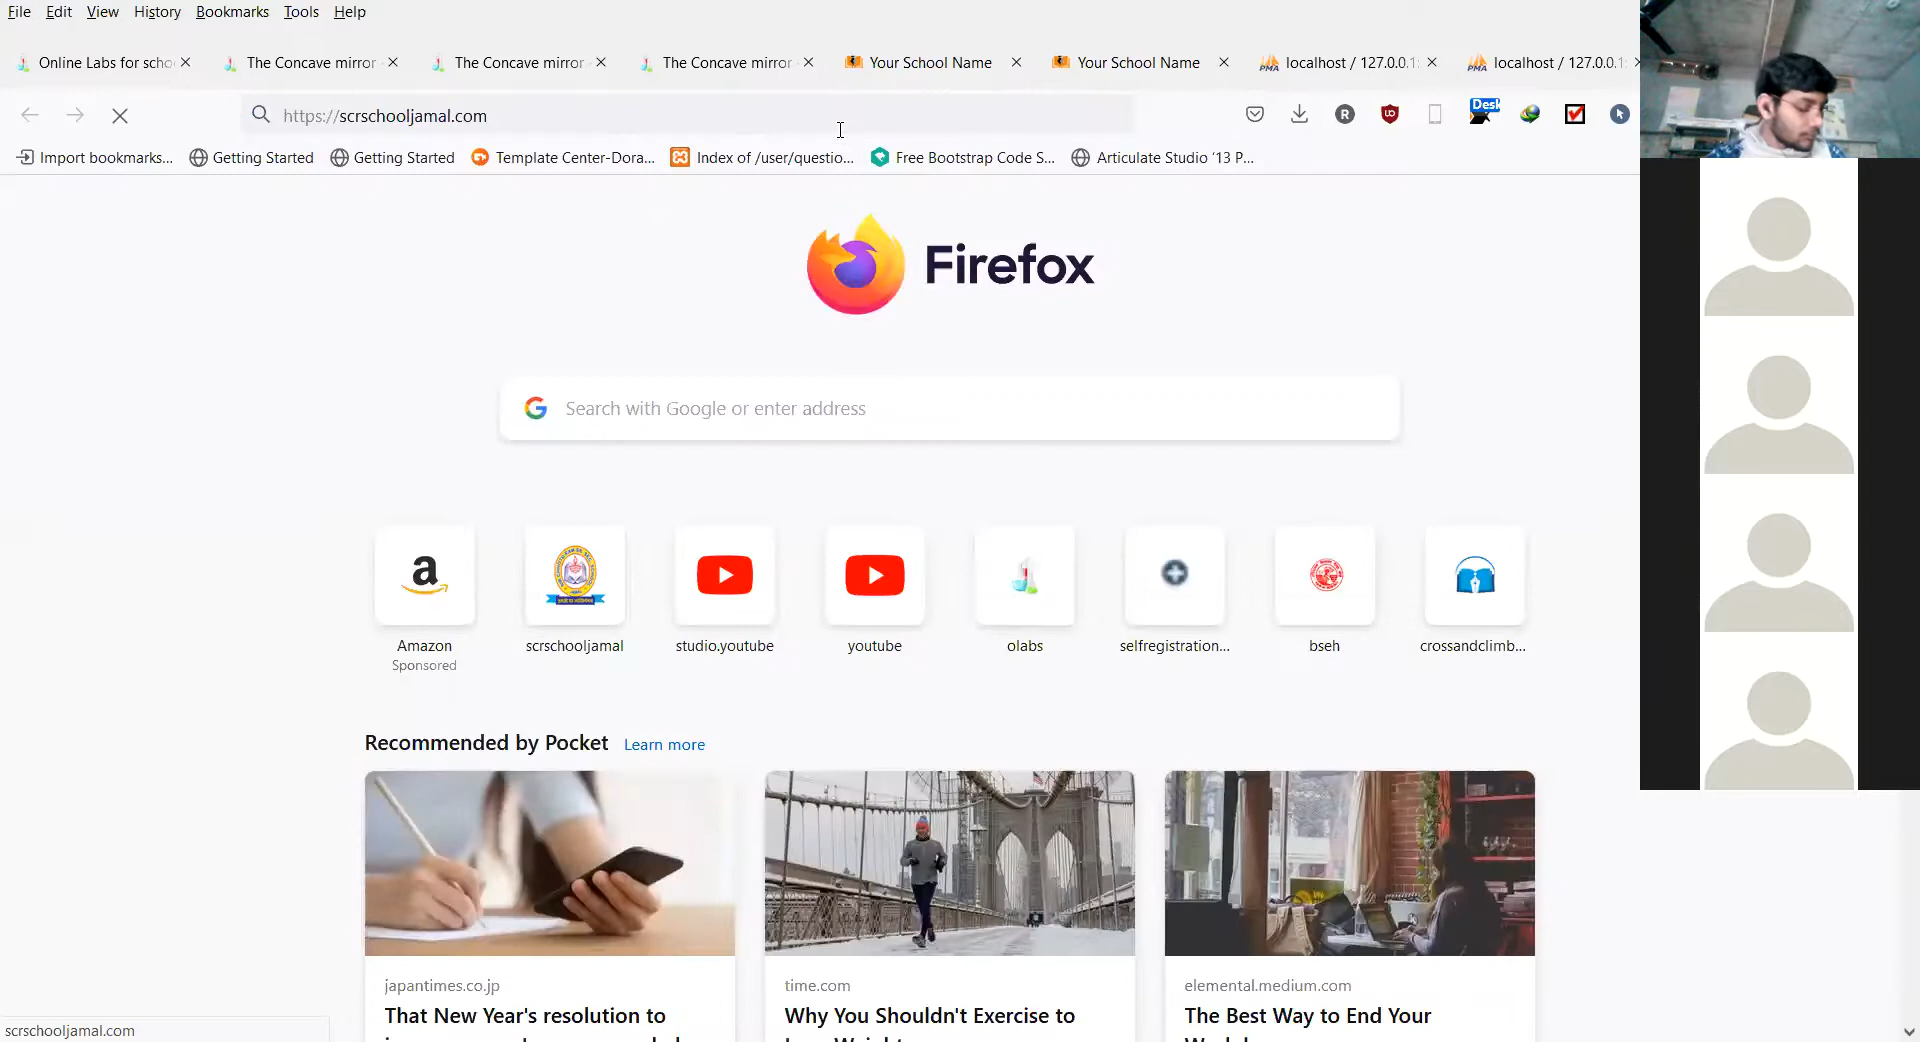 File Edit View History Bookmarks Tools Help
Online Labs for scho
The Concave mirror
The Concave mirror
The Concave mirror
Your School Name
Your School Name
localhost / 127.0.0.1
localhost / 127.0.0.1
https://scrschooljamal.com
Desk
Import bookmarks...
Getting Started
Getting Started
Template Center-Dora...
Index of /user/questio...
Free Bootstrap Code S...
Articulate Studio '13 P...
Firefox
Search with Google or enter address
Amazon
Sponsored
scrschooljamal
studio.youtube
youtube
olabs
selfregistration...
bseh
crossandclimb...
Recommended by Pocket Learn more
japantimes.co.jp
That New Year's resolution to
time.com
Why You Shouldn't Exercise to
elemental.medium.com
The Best Way to End Your
scrschooljamal.com